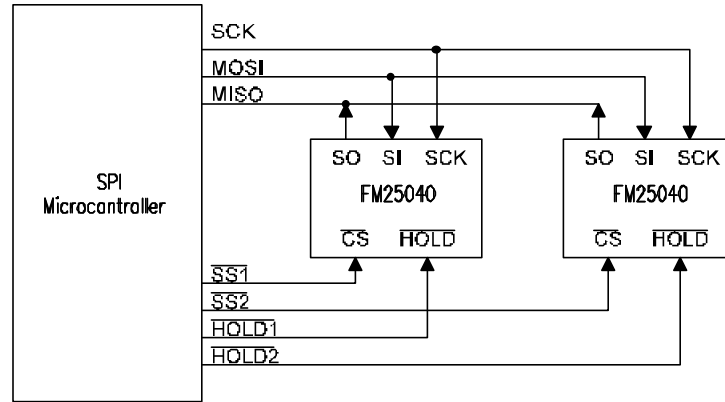 SCK
MOSI
MISO
SPI
Microcontroller
SO SI SCK
FM25040
CS HOLD
SO SI SCK
FM25040
CS HOLD
SS1
SS2
HOLD1
HOLD2